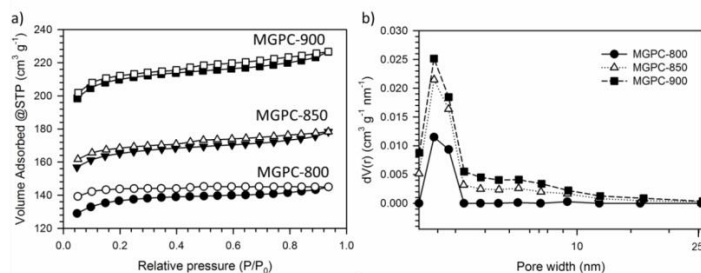 a)
MGPC-900
MGPC-850
MGPC-800
Volume Adsorbed @STP (cm³ g⁻¹)
240
220
200
180
160
140
120
0.0 0.2 0.4 0.6 0.8 1.0
Relative pressure (P/P₀)
b)
MGPC-800
MGPC-850
MGPC-900
dV(r) (cm³ g⁻¹ nm⁻¹)
0.030
0.025
0.020
0.015
0.010
0.005
0.000
10 25
Pore width (nm)